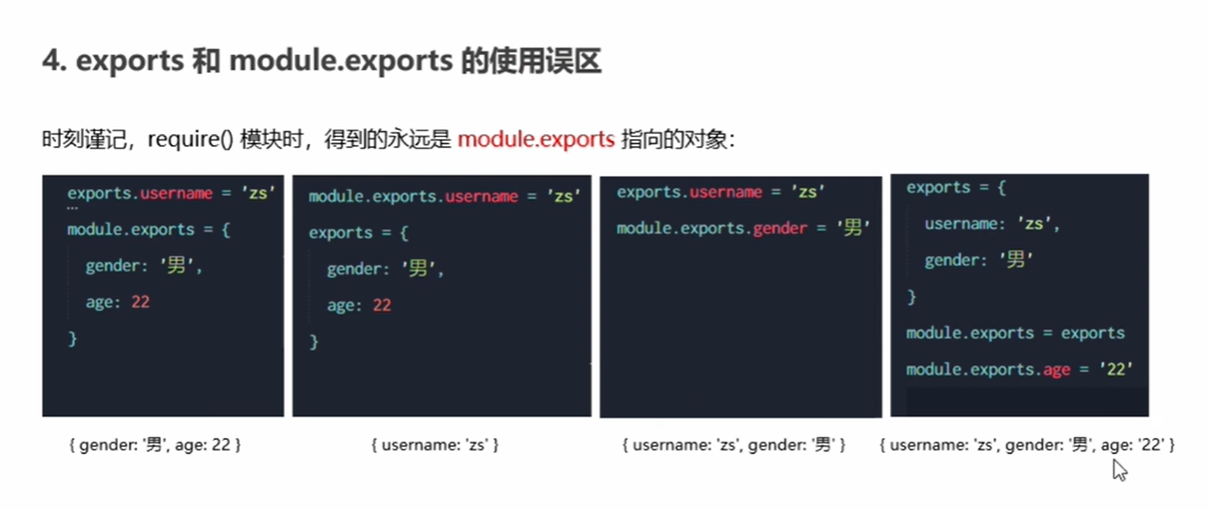 4. exports 和 module.exports 的使用误区
时刻谨记，require() 模块时，得到的永远是 module.exports 指向的对象：
exports.username = 'zs'
module.exports = {
gender: '男',
age: 22
}
{ gender: '男', age: 22 }
module.exports.username = 'zs'
exports = {
gender: '男',
age: 22
}
{ username: 'zs' }
exports.username = 'zs'
module.exports.gender = '男'
{ username: 'zs', gender: '男' }
exports = {
username: 'zs',
gender: '男'
}
module.exports = exports
module.exports.age = '22'
{ username: 'zs', gender: '男', age: '22' }